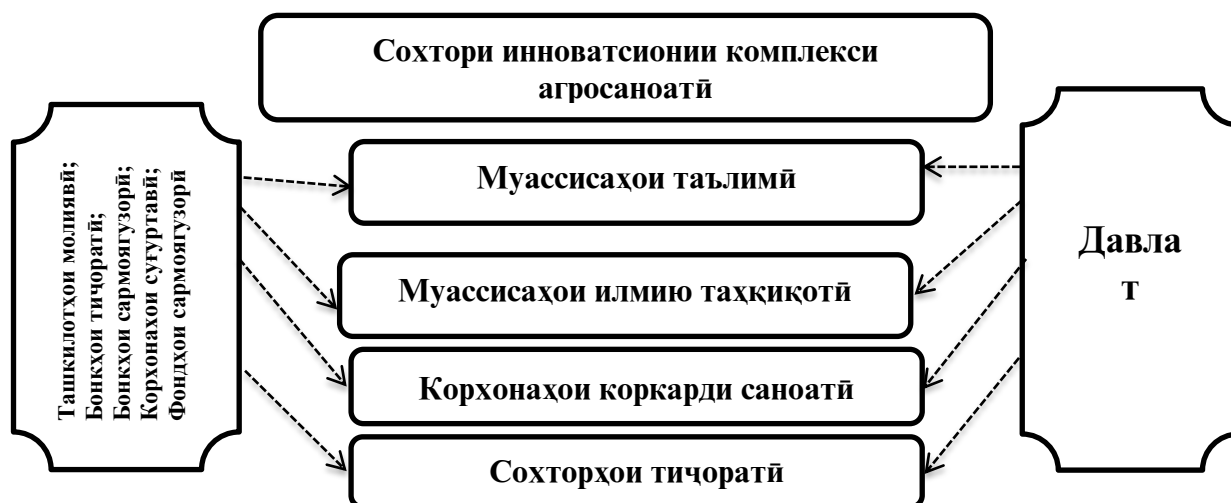 Сохтори инноватсионии комплекси
агросаноатӣ
Ташкилотҳои молиявӣ;
Бонкҳои тиҷоратӣ;
Бонкҳои сармоягузорӣ;
Корхонаҳои суғуртавӣ;
Фондҳои сармоягузорӣ
Муассисаҳои таълимӣ
Муассисаҳои илмию таҳқиқотӣ
Корхонаҳои коркарди саноатӣ
Сохторҳои тиҷоратӣ
Давла
т